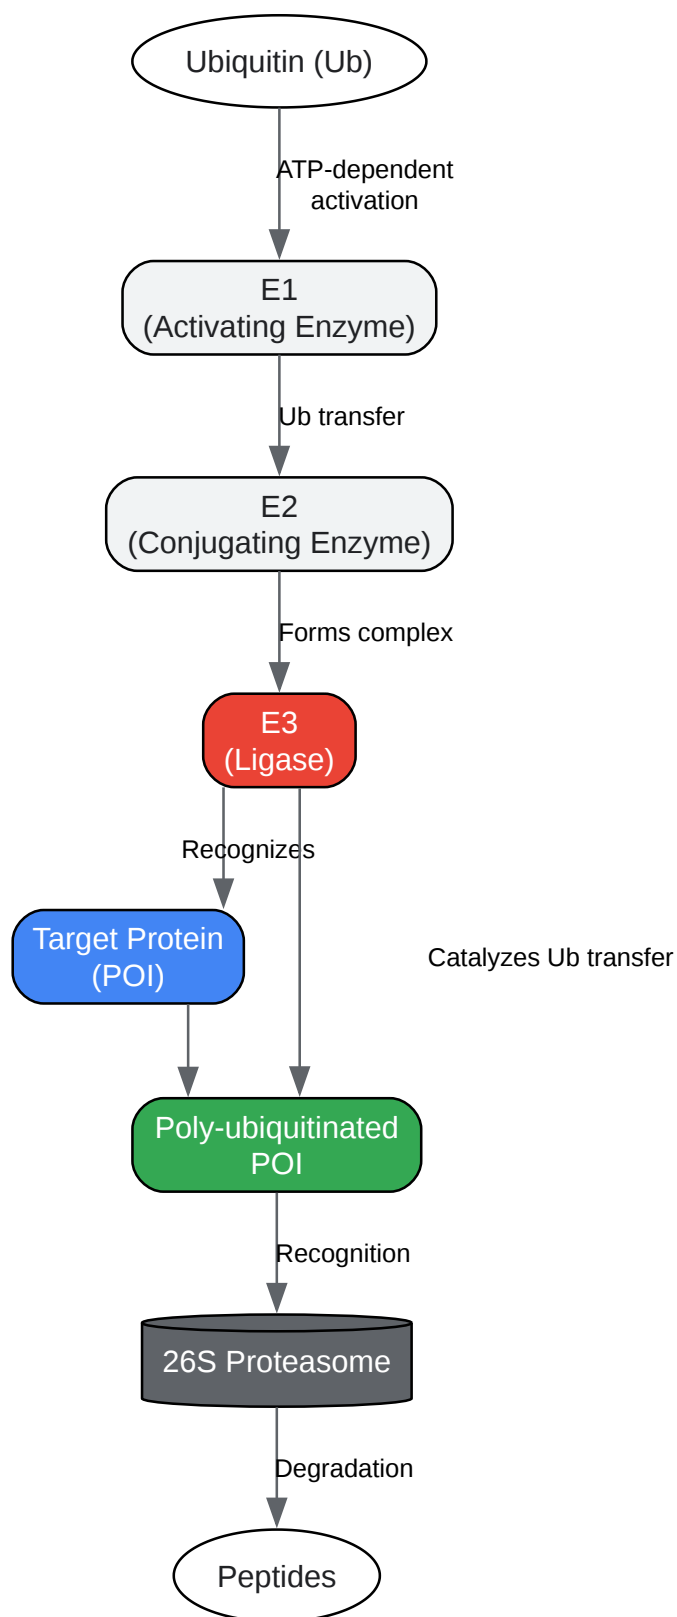 Ubiquitin (Ub)
ATP-dependent
activation
E1
(Activating Enzyme)
Ub transfer
E2
(Conjugating Enzyme)
Forms complex
E3
(Ligase)
Recognizes
Target Protein
(POI)
Catalyzes Ub transfer
Poly-ubiquitinated
POI
Recognition
26S Proteasome
Degradation
Peptides